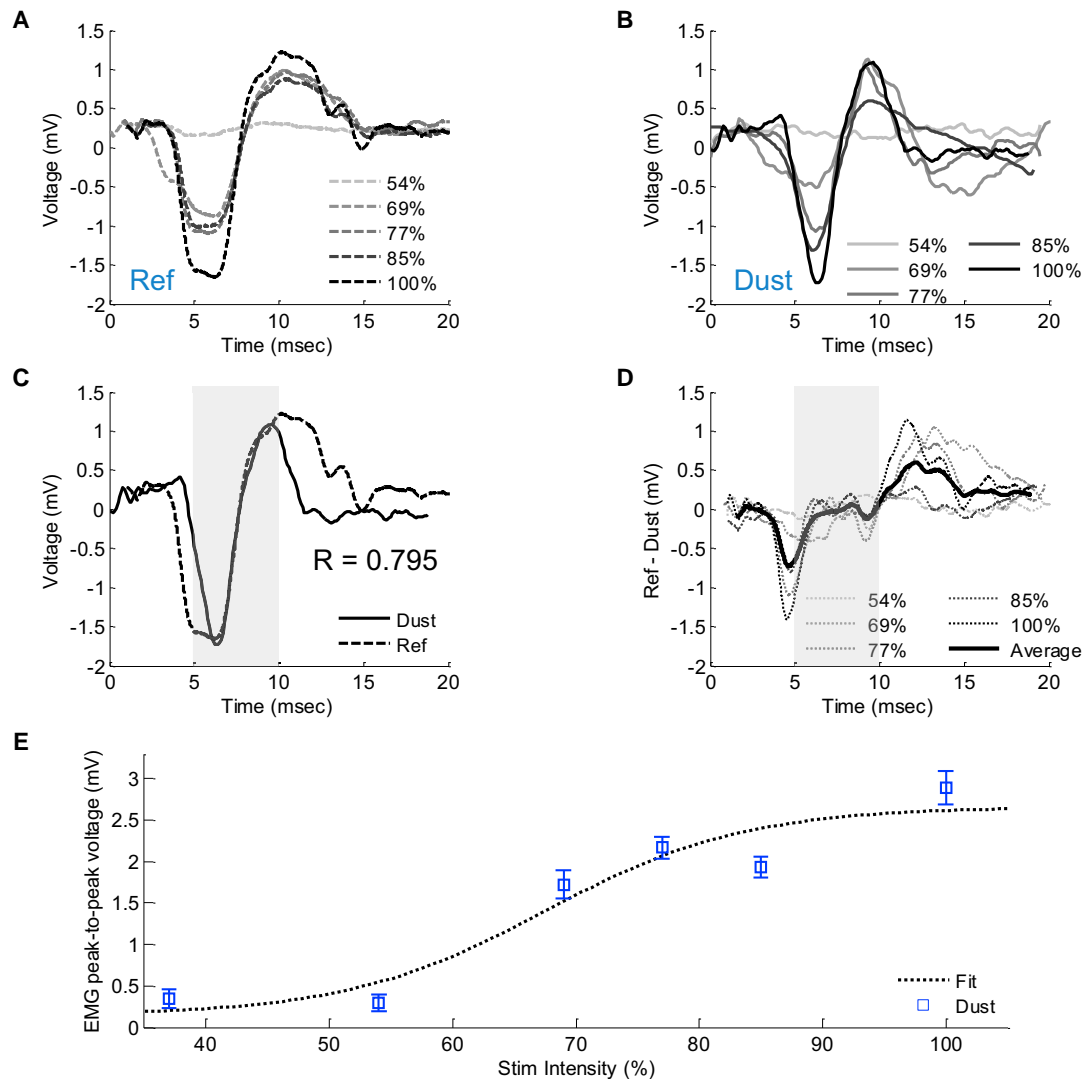 A
1.5
1
0.5
0
-0.5
-1
-1.5
-2
Voltage (mV)
0 5 10 15 20
Time (msec)
54%
69%
77%
85%
100%
Ref
B
1.5
1
0.5
0
-0.5
-1
-1.5
-2
Voltage (mV)
0 5 10 15 20
Time (msec)
54% 85%
69% 100%
77%
Dust
C
1.5
1
0.5
0
-0.5
-1
-1.5
-2
Voltage (mV)
0 5 10 15 20
Time (msec)
R = 0.795
Dust
Ref
D
1.5
1
0.5
0
-0.5
-1
-1.5
-2
Ref - Dust (mV)
0 5 10 15 20
Time (msec)
54% 85%
69% 100%
77% Average
E
3
2.5
2
1.5
1
0.5
0
EMG peak-to-peak voltage (mV)
40 50 60 70 80 90 100
Stim Intensity (%)
Fit
Dust